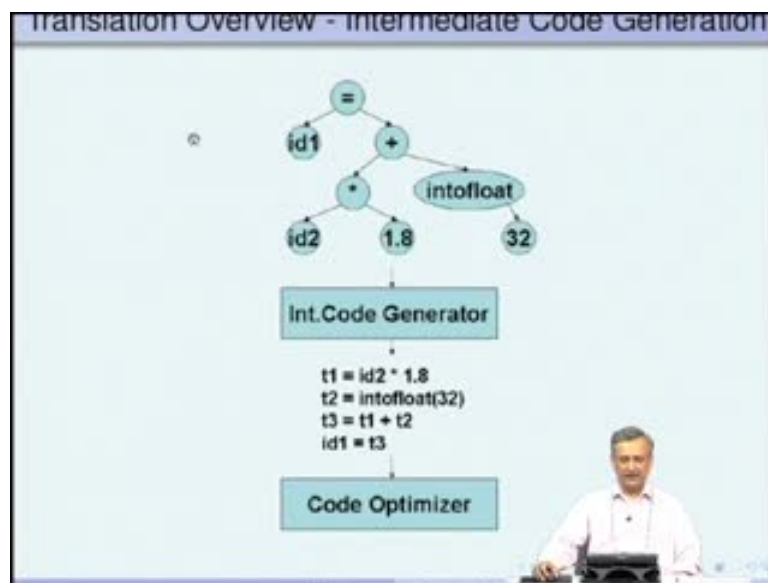 Translation Overview - Intermediate Code Generation
=
id1 +
* intofloat
id2 1.8 32
Int.Code Generator
t1 = id2 * 1.8
t2 = intofloat(32)
t3 = t1 + t2
id1 = t3
Code Optimizer